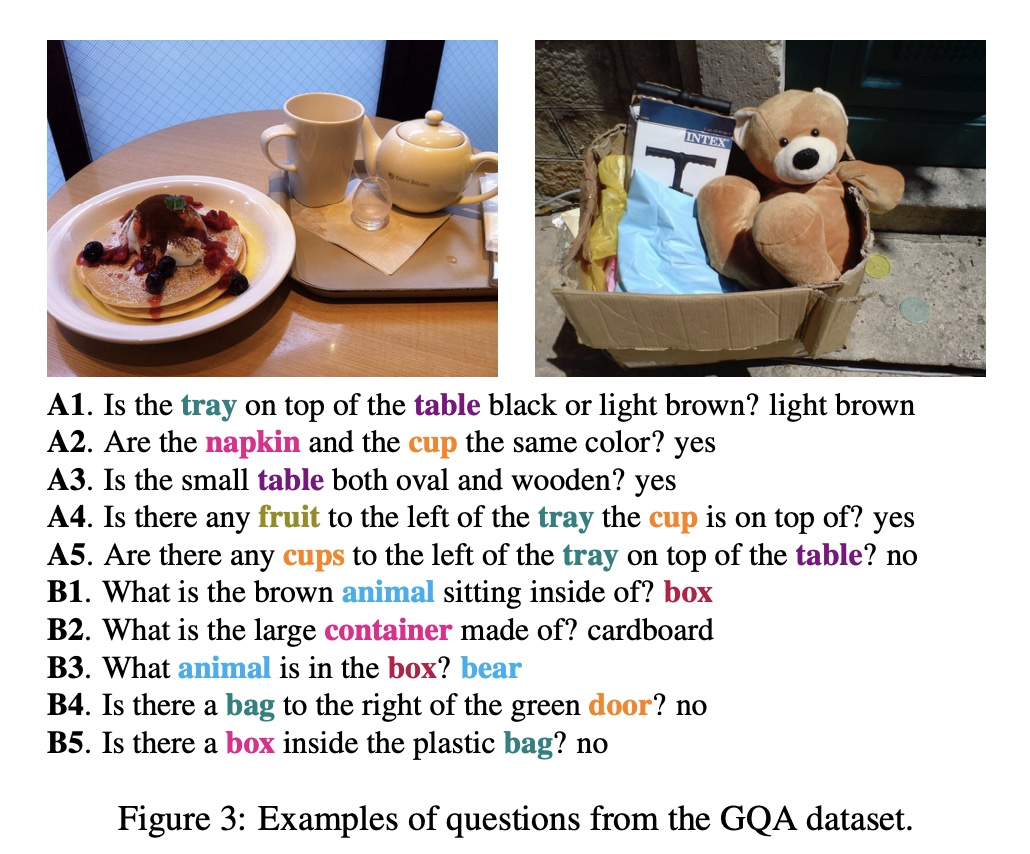 INTEX
A1. Is the tray on top of the table black or light brown? light brown
A2. Are the napkin and the cup the same color? yes
A3. Is the small table both oval and wooden? yes
A4. Is there any fruit to the left of the tray the cup is on top of? yes
A5. Are there any cups to the left of the tray on top of the table? no
B1. What is the brown animal sitting inside of? box
B2. What is the large container made of? cardboard
B3. What animal is in the box? bear
B4. Is there a bag to the right of the green door? no
B5. Is there a box inside the plastic bag? no
Figure 3: Examples of questions from the GQA dataset.